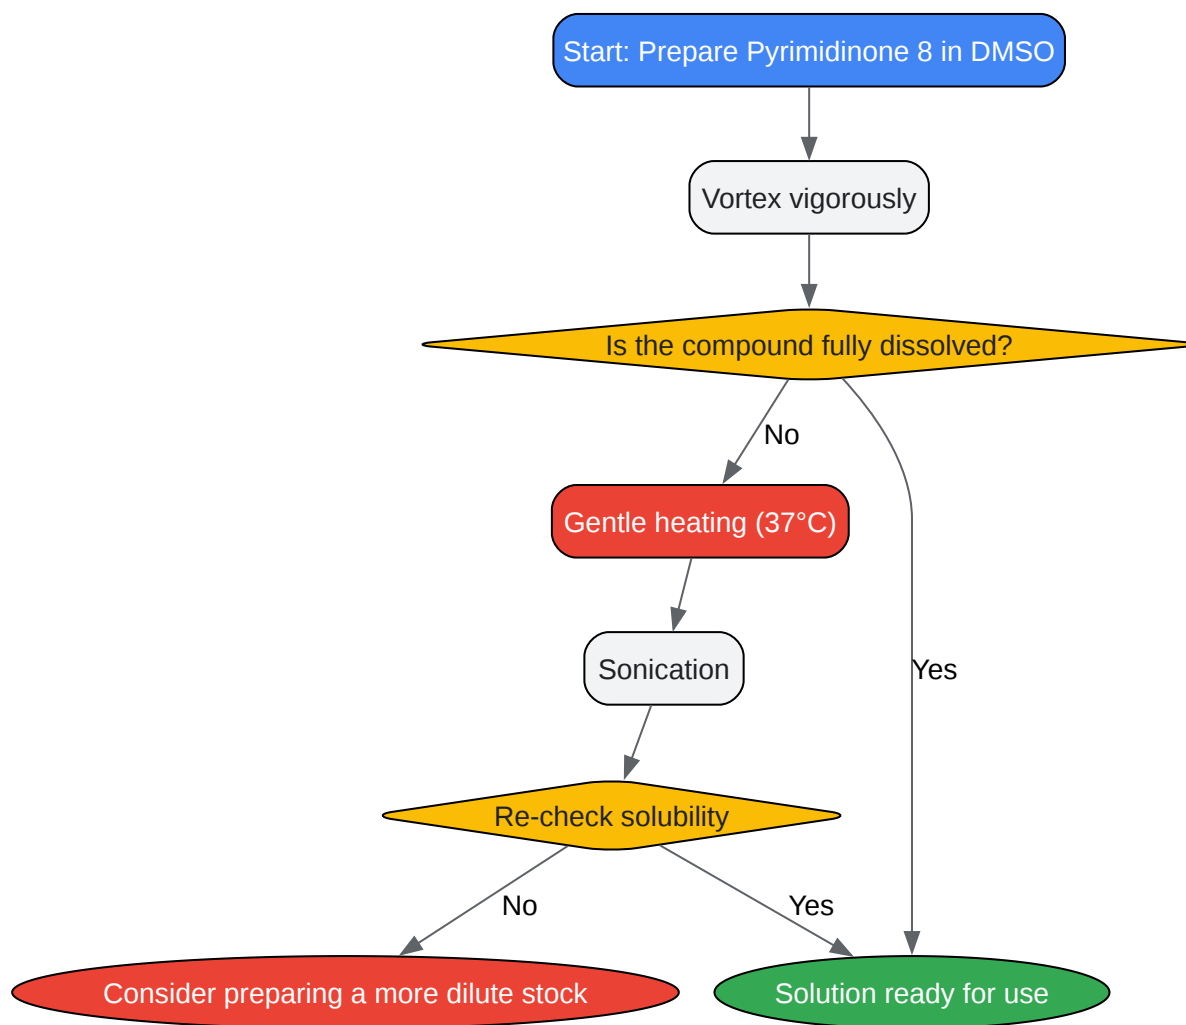 Start: Prepare Pyrimidinone 8 in DMSO
Vortex vigorously
Is the compound fully dissolved?
No
Gentle heating (37°C)
Sonication
Yes
Re-check solubility
No
Yes
Consider preparing a more dilute stock
Solution ready for use